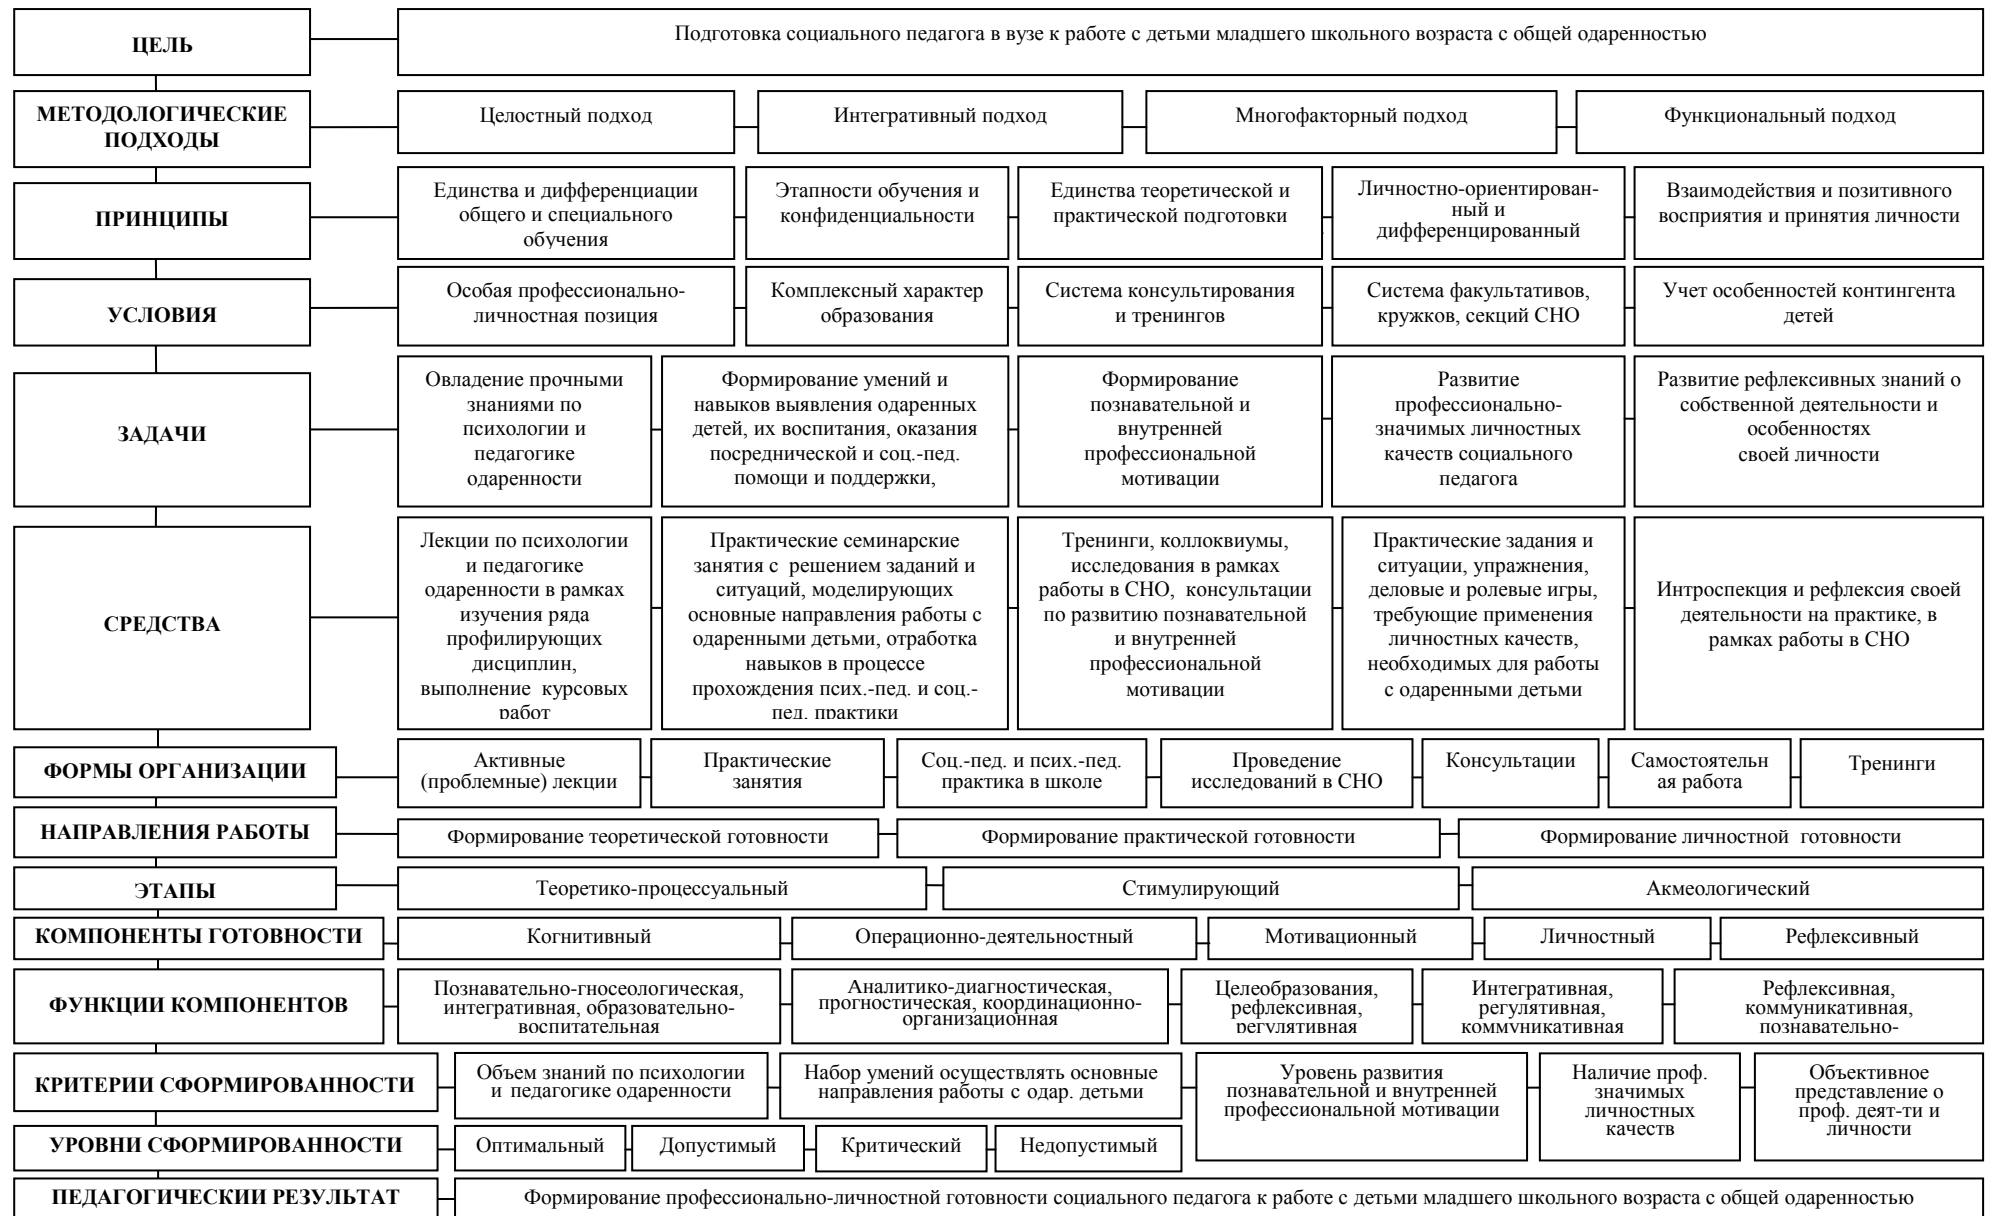 ЦЕЛЬ
Подготовка социального педагога в вузе к работе с детьми младшего школьного возраста с общей одаренностью
МЕТОДОЛОГИЧЕСКИЕ
ПОДХОДЫ
Целостный подход
Интегративный подход
Многофакторный подход
Функциональный подход
ПРИНЦИПЫ
Единства и дифференциации
общего и специального
обучения
Этапности обучения и
конфиденциальности
Единства теоретической и
практической подготовки
Личностно-ориентирован-
ный и
дифференцированный
Взаимодействия и позитивного
восприятия и принятия личности
УСЛОВИЯ
Особая профессионально-
личностная позиция
Комплексный характер
образования
Система консультирования
и тренингов
Система факультативов,
кружков, секций СНО
Учет особенностей контингента
детей
ЗАДАЧИ
Овладение прочными
знаниями по
психологии и
педагогике
одаренности
Формирование умений и
навыков выявления одаренных
детей, их воспитания, оказания
посреднической и соц.-пед.
помощи и поддержки,
Формирование
познавательной и
внутренней
профессиональной
мотивации
Развитие
профессионально-
значимых личностных
качеств социального
педагога
Развитие рефлексивных знаний о
собственной деятельности и
особенностях
своей личности
СРЕДСТВА
Лекции по психологии
и педагогике
одаренности в рамках
изучения ряда
профилирующих
дисциплин,
выполнение курсовых
работ
Практические семинарские
занятия с решением заданий и
ситуаций, моделирующих
основные направления работы с
одаренными детьми, отработка
навыков в процессе
прохождения псих.-пед. и соц.-
пед. практики
Тренинги, коллоквиумы,
исследования в рамках
работы в СНО, консультации
по развитию познавательной
и внутренней
профессиональной
мотивации
Практические задания и
ситуации, упражнения,
деловые и ролевые игры,
требующие применения
личностных качеств,
необходимых для работы
с одаренными детьми
Интроспекция и рефлексия своей
деятельности на практике, в
рамках работы в СНО
ФОРМЫ ОРГАНИЗАЦИИ
Активные
(проблемные) лекции
Практические
занятия
Соц.-пед. и псих.-пед.
практика в школе
Проведение
исследований в СНО
Консультации
Самостоятельн
ая работа
Тренинги
НАПРАВЛЕНИЯ РАБОТЫ
Формирование теоретической готовности
Формирование практической готовности
Формирование личностной готовности
ЭТАПЫ
Теоретико-процессуальный
Стимулирующий
Акмеологический
КОМПОНЕНТЫ ГОТОВНОСТИ
Когнитивный
Операционно-деятельностный
Мотивационный
Личностный
Рефлексивный
ФУНКЦИИ КОМПОНЕНТОВ
Познавательно-гносеологическая,
интегративная, образовательно-
воспитательная
Аналитико-диагностическая,
прогностическая, координационно-
организационная
Целеобразования,
рефлексивная,
регулятивная
Интегративная,
регулятивная,
коммуникативная
Рефлексивная,
коммуникативная,
познавательно-
КРИТЕРИИ СФОРМИРОВАННОСТИ
Объем знаний по психологии
и педагогике одаренности
Набор умений осуществлять основные
направления работы с одар. детьми
Уровень развития
познавательной и внутренней
профессиональной мотивации
Наличие проф.
значимых
личностных
качеств
Объективное
представление о
проф. деят-ти и
личности
УРОВНИ СФОРМИРОВАННОСТИ
Оптимальный
Допустимый
Критический
Недопустимый
ПЕДАГОГИЧЕСКИИ РЕЗУЛЬТАТ
Формирование профессионально-личностной готовности социального педагога к работе с детьми младшего школьного возраста с общей одаренностью